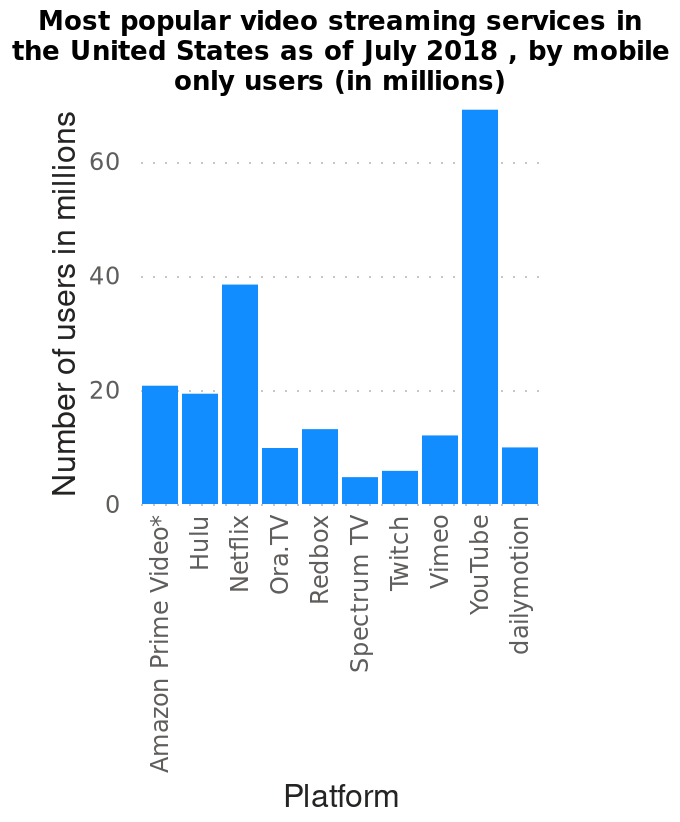 Most popular video streaming services in
the United States as of July 2018 , by mobile
only users (in millions)
Number of users in millions
60
40
20
0
Amazon Prime Video*
Hulu
Netflix
Ora.TV
Redbox
Spectrum TV
Twitch
Vimeo
YouTube
dailymotion
Platform